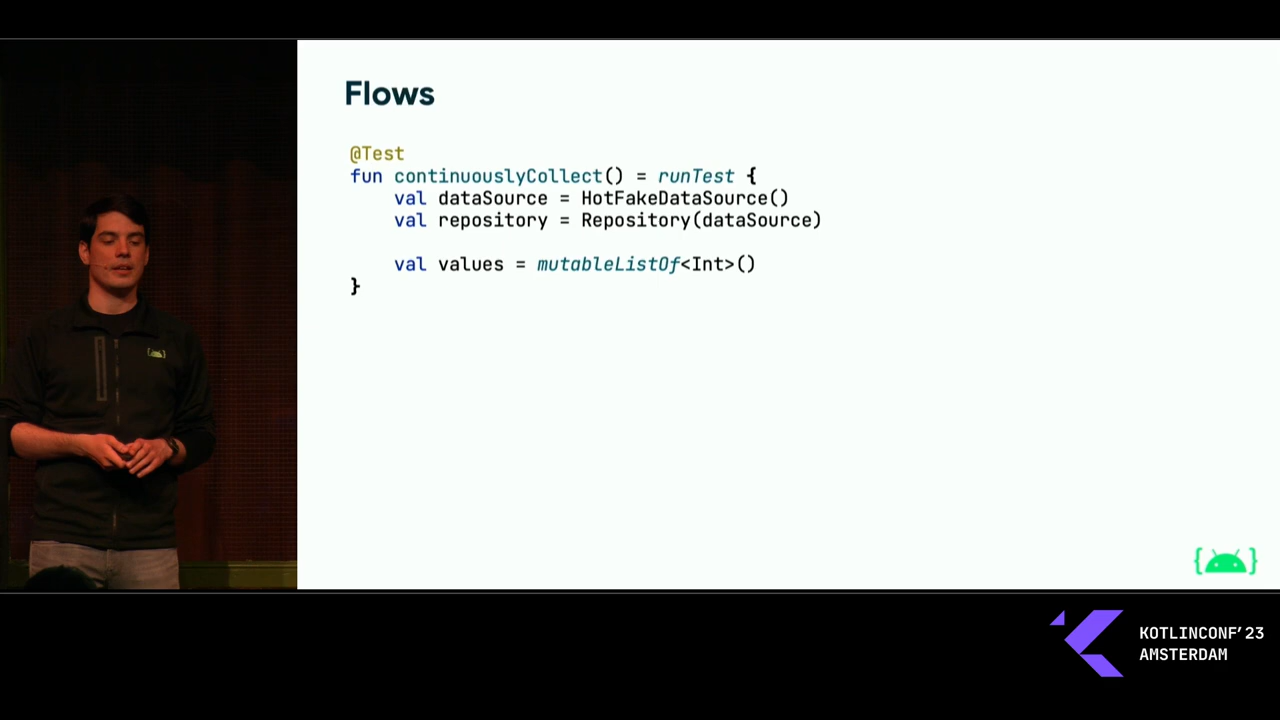 Flows
@Test
fun continuouslyCollect() = runTest {
    val dataSource = HotFakeDataSource()
    val repository = Repository(dataSource)
    val values = mutableListOf<Int>()
}
KOTLINCONF'23
AMSTERDAM